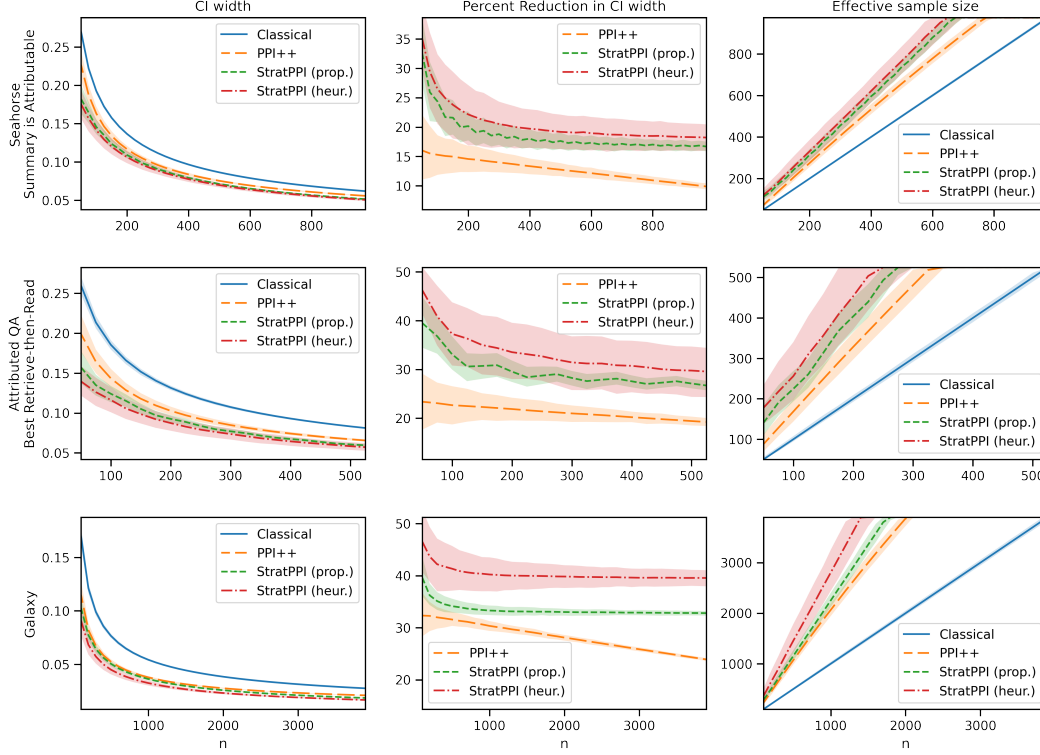 CI width
Percent Reduction in CI width
Effective sample size
Seahorse
Summary is Attributable
0.25
0.20
0.15
0.10
0.05
Classical
PPI++
StratPPI (prop.)
StratPPI (heur.)
200
400
600
800
35
30
25
20
15
10
PPI++
StratPPI (prop.)
StratPPI (heur.)
200
400
600
800
800
600
400
200
Classical
PPI++
StratPPI (prop.)
StratPPI (heur.)
200
400
600
800
Attributed QA
Best Retrieve-then-Read
0.25
0.20
0.15
0.10
0.05
Classical
PPI++
StratPPI (prop.)
StratPPI (heur.)
100
200
300
400
500
50
40
30
20
PPI++
StratPPI (prop.)
StratPPI (heur.)
100
200
300
400
500
500
400
300
200
100
Classical
PPI++
StratPPI (prop.)
StratPPI (heur.)
100
200
300
400
500
Galaxy
0.15
0.10
0.05
Classical
PPI++
StratPPI (prop.)
StratPPI (heur.)
1000
2000
3000
n
50
40
30
20
PPI++
StratPPI (prop.)
StratPPI (heur.)
1000
2000
3000
n
3000
2000
1000
Classical
PPI++
StratPPI (prop.)
StratPPI (heur.)
1000
2000
3000
n